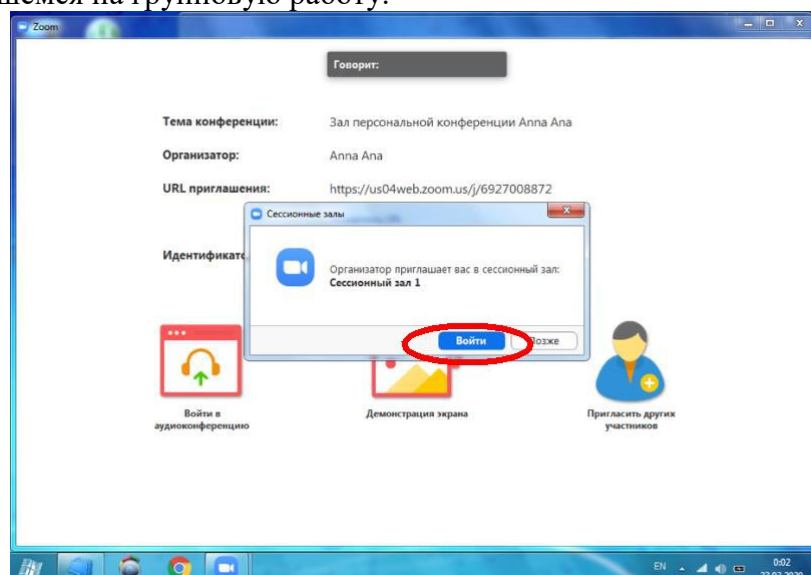 на групповую работу.
Zoom
Говорит:
Тема конференции: Зал персональной конференции Anna Ana
Организатор: Anna Ana
URL приглашения: https://us04web.zoom.us/j/6927008872
Сессионные залы
Организатор приглашает вас в сессионный зал:
Сессионный зал 1
Войти
Войти в аудиоконференцию
Демонстрация экрана
Пригласить других участников
EN 0:02